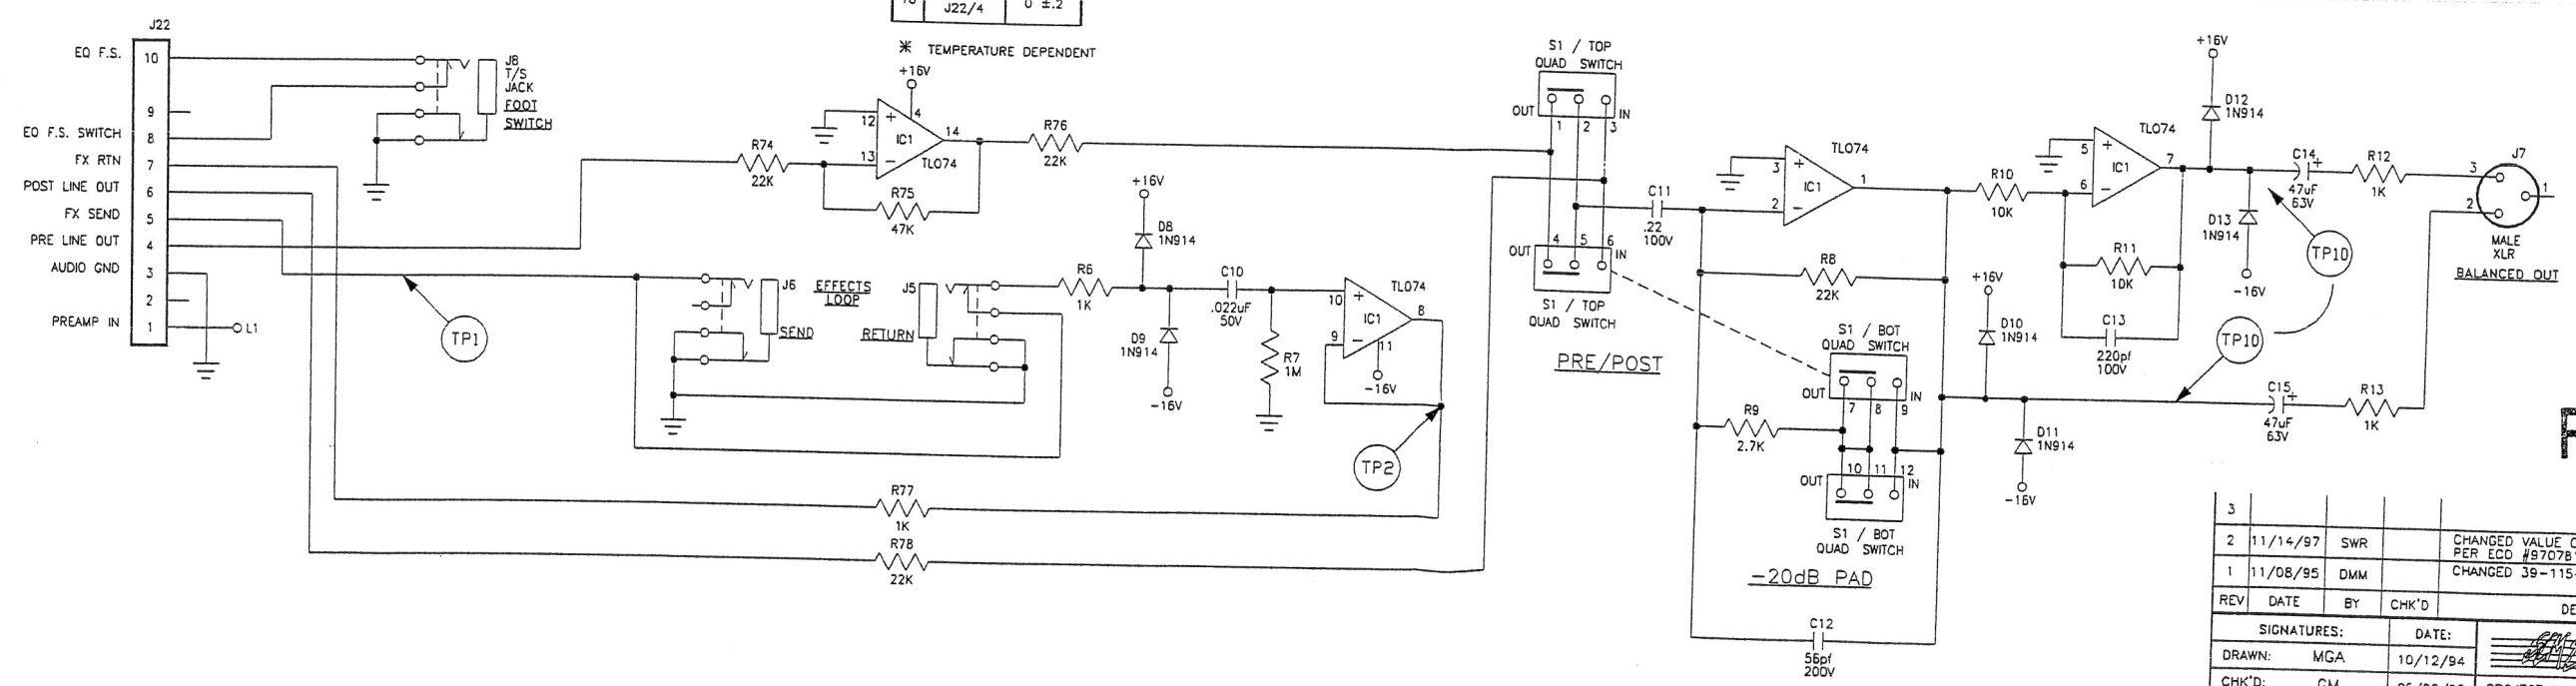 J22/4
0 ±.2
* TEMPERATURE DEPENDENT
J22
EQ F.S.
10
9
EQ F.S. SWITCH
8
FX RTN
7
POST LINE OUT
6
FX SEND
5
PRE LINE OUT
4
AUDIO GND
3
2
PREAMP IN
1
L1
J8
T/S
JACK
FOOT
SWITCH
TP1
+16V
4
12
+
13
−
IC1
14
TL074
R74
22K
R75
47K
R76
22K
J6
SEND
EFFECTS
LOOP
J5
RETURN
R6
1K
+16V
D8
1N914
D9
1N914
-16V
C10
.022uF
50V
R7
1M
10
+
9
−
IC1
TL074
8
11
-16V
TP2
R77
1K
R78
22K
S1 / TOP
QUAD SWITCH
OUT
IN
1
2
3
4
5
6
OUT
IN
S1 / TOP
QUAD SWITCH
PRE/POST
C11
.22
100V
3
+
2
−
IC1
TL074
1
R8
22K
R9
2.7K
S1 / BOT
QUAD SWITCH
OUT
IN
7
8
9
10
11
12
OUT
IN
S1 / BOT
QUAD SWITCH
-20dB PAD
C12
56pf
200V
R10
10K
5
+
6
−
IC1
TL074
7
R11
10K
C13
220pf
100V
+16V
D12
1N914
D13
1N914
-16V
+16V
D10
1N914
D11
1N914
-16V
C14
+
47uF
63V
R12
1K
TP10
TP10
C15
+
47uF
63V
R13
1K
J7
3
2
1
MALE
XLR
BALANCED OUT
3
2 11/14/97 SWR CHANGED VALUE
PER ECO
1 11/08/95 DMM CHANGED
REV DATE BY CHK'D
SIGNATURES: DATE:
DRAWN: MGA 10/12/94
CHK'D: GM